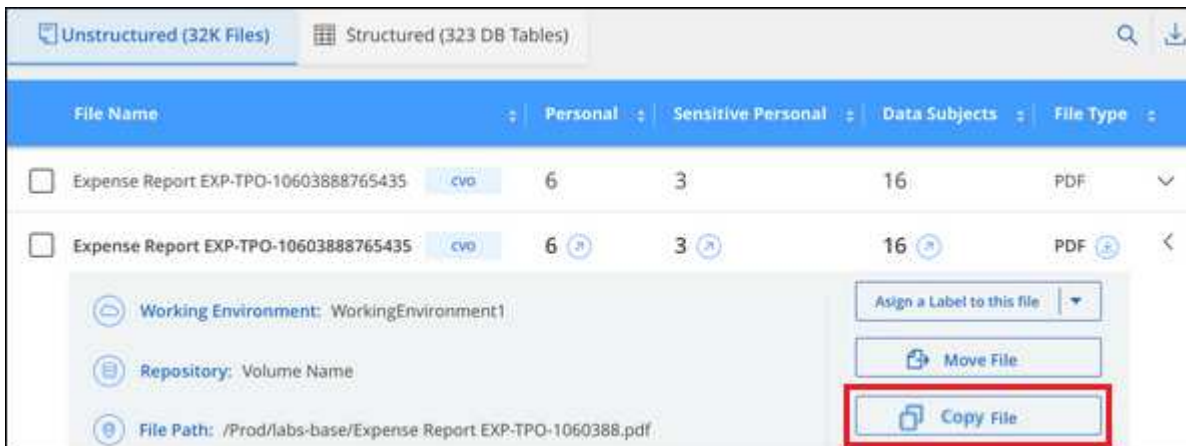 Unstructured (32K Files) Structured (323 DB Tables)
File Name Personal Sensitive Personal Data Subjects File Type
Expense Report EXP-TPO-10603888765435 CVO 6 3 16 PDF
Expense Report EXP-TPO-10603888765435 CVO 6 3 16 PDF
Working Environment: WorkingEnvironment1
Asign a Label to this file
Repository: Volume Name
Move File
File Path: /Prod/labs-base/Expense Report EXP-TPO-1060388.pdf
Copy File